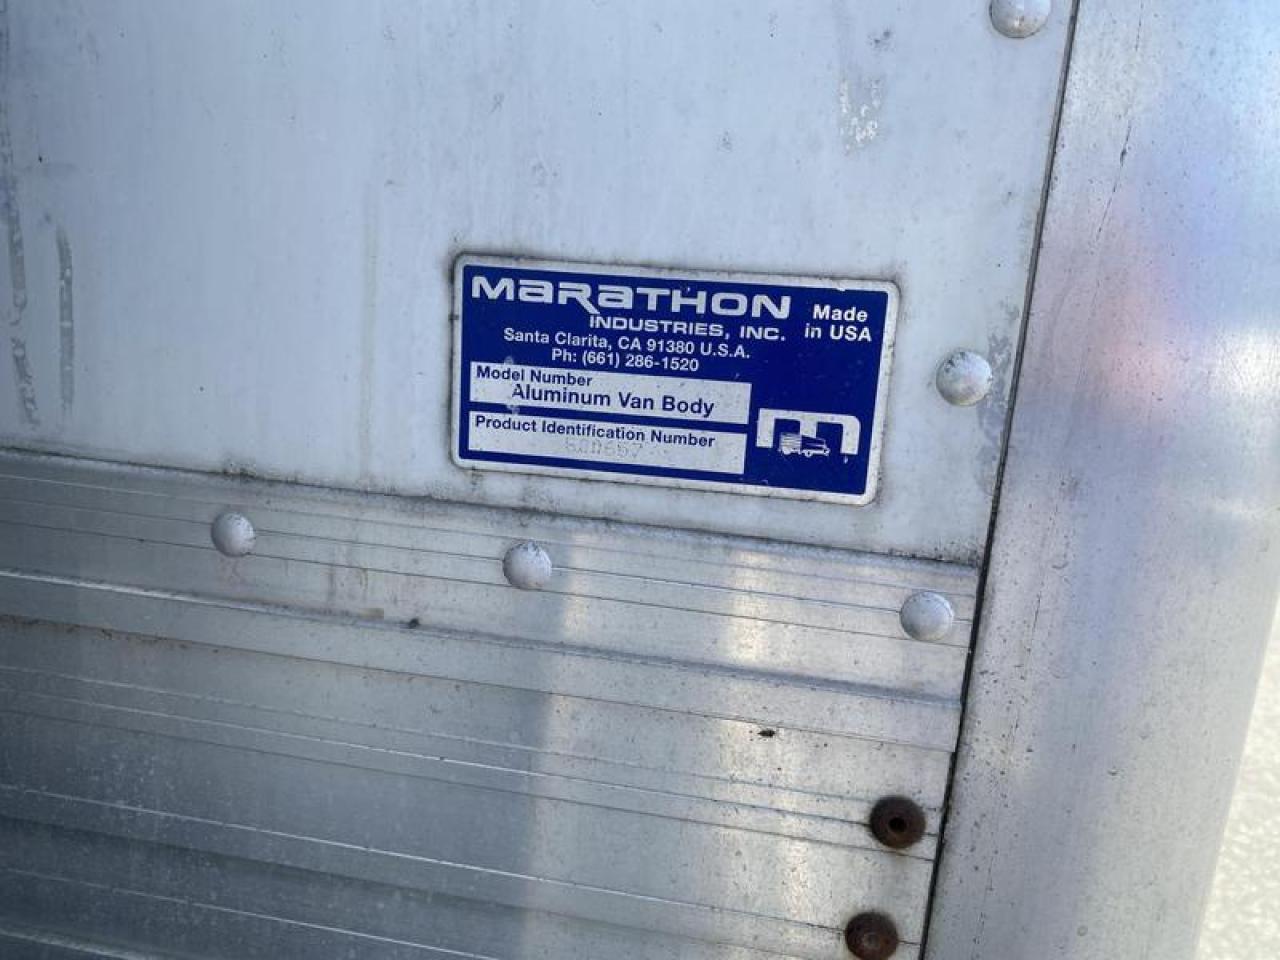 MARATHON
INDUSTRIES, INC.
Made
in USA
Santa Clarita, CA 91380 U.S.A.
Ph: (661) 286-1520
Model Number
Aluminum Van Body
Product Identification Number